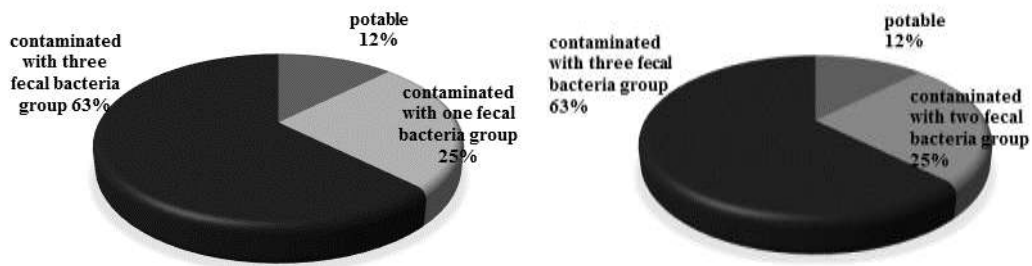 potable
12%
contaminated
with three
fecal bacteria
group 63%
contaminated
with one fecal
bacteria group
25%
potable
12%
contaminated
with three fecal
bacteria group
63%
contaminated
with two fecal
bacteria group
25%